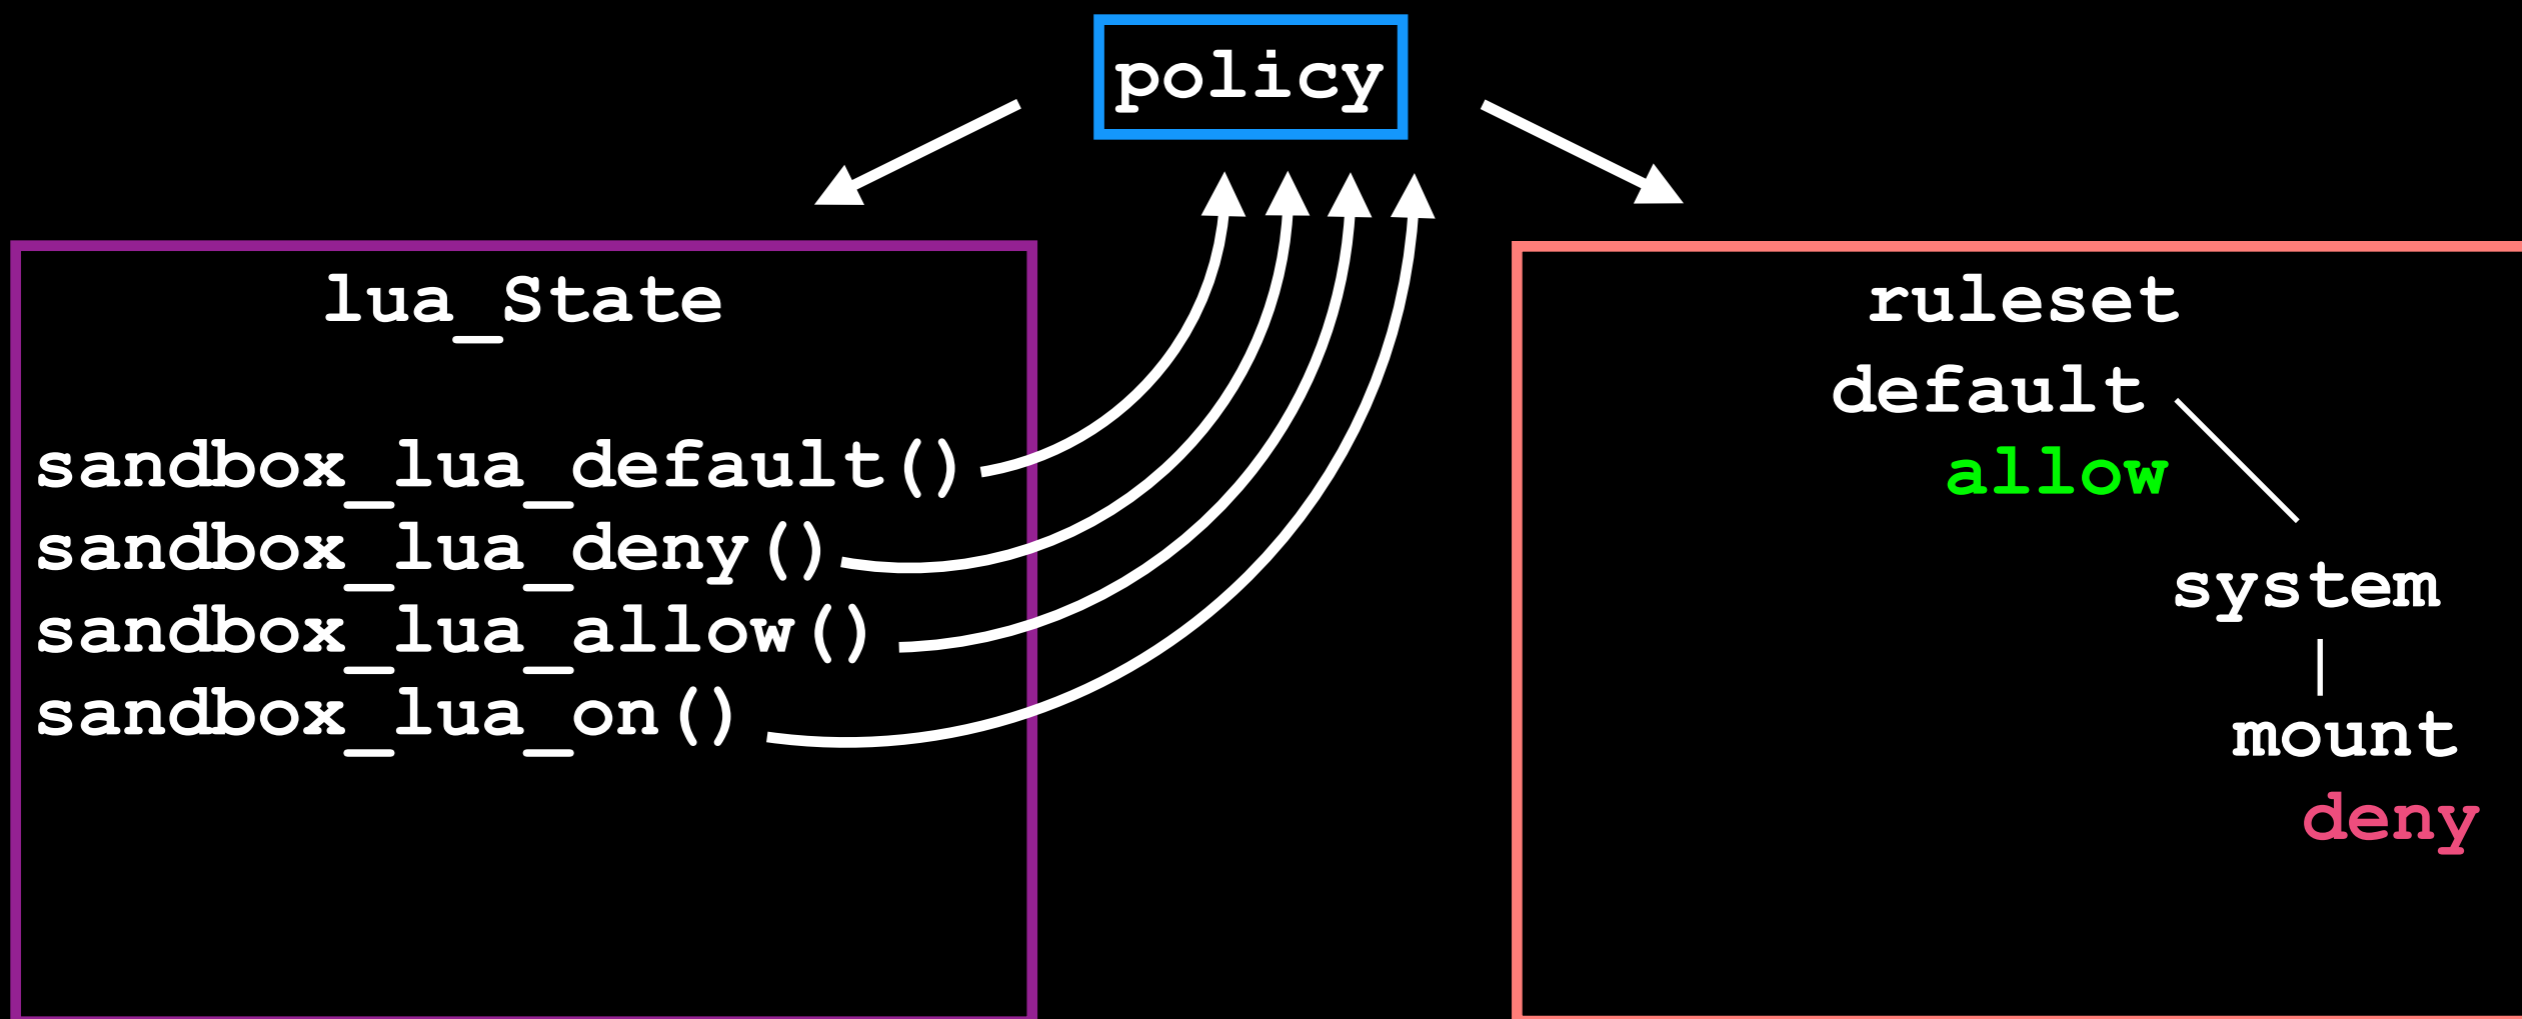 policy
lua_State
sandbox_lua_default()
sandbox_lua_deny()
sandbox_lua_allow()
sandbox_lua_on()
ruleset
default
allow
system
mount
deny